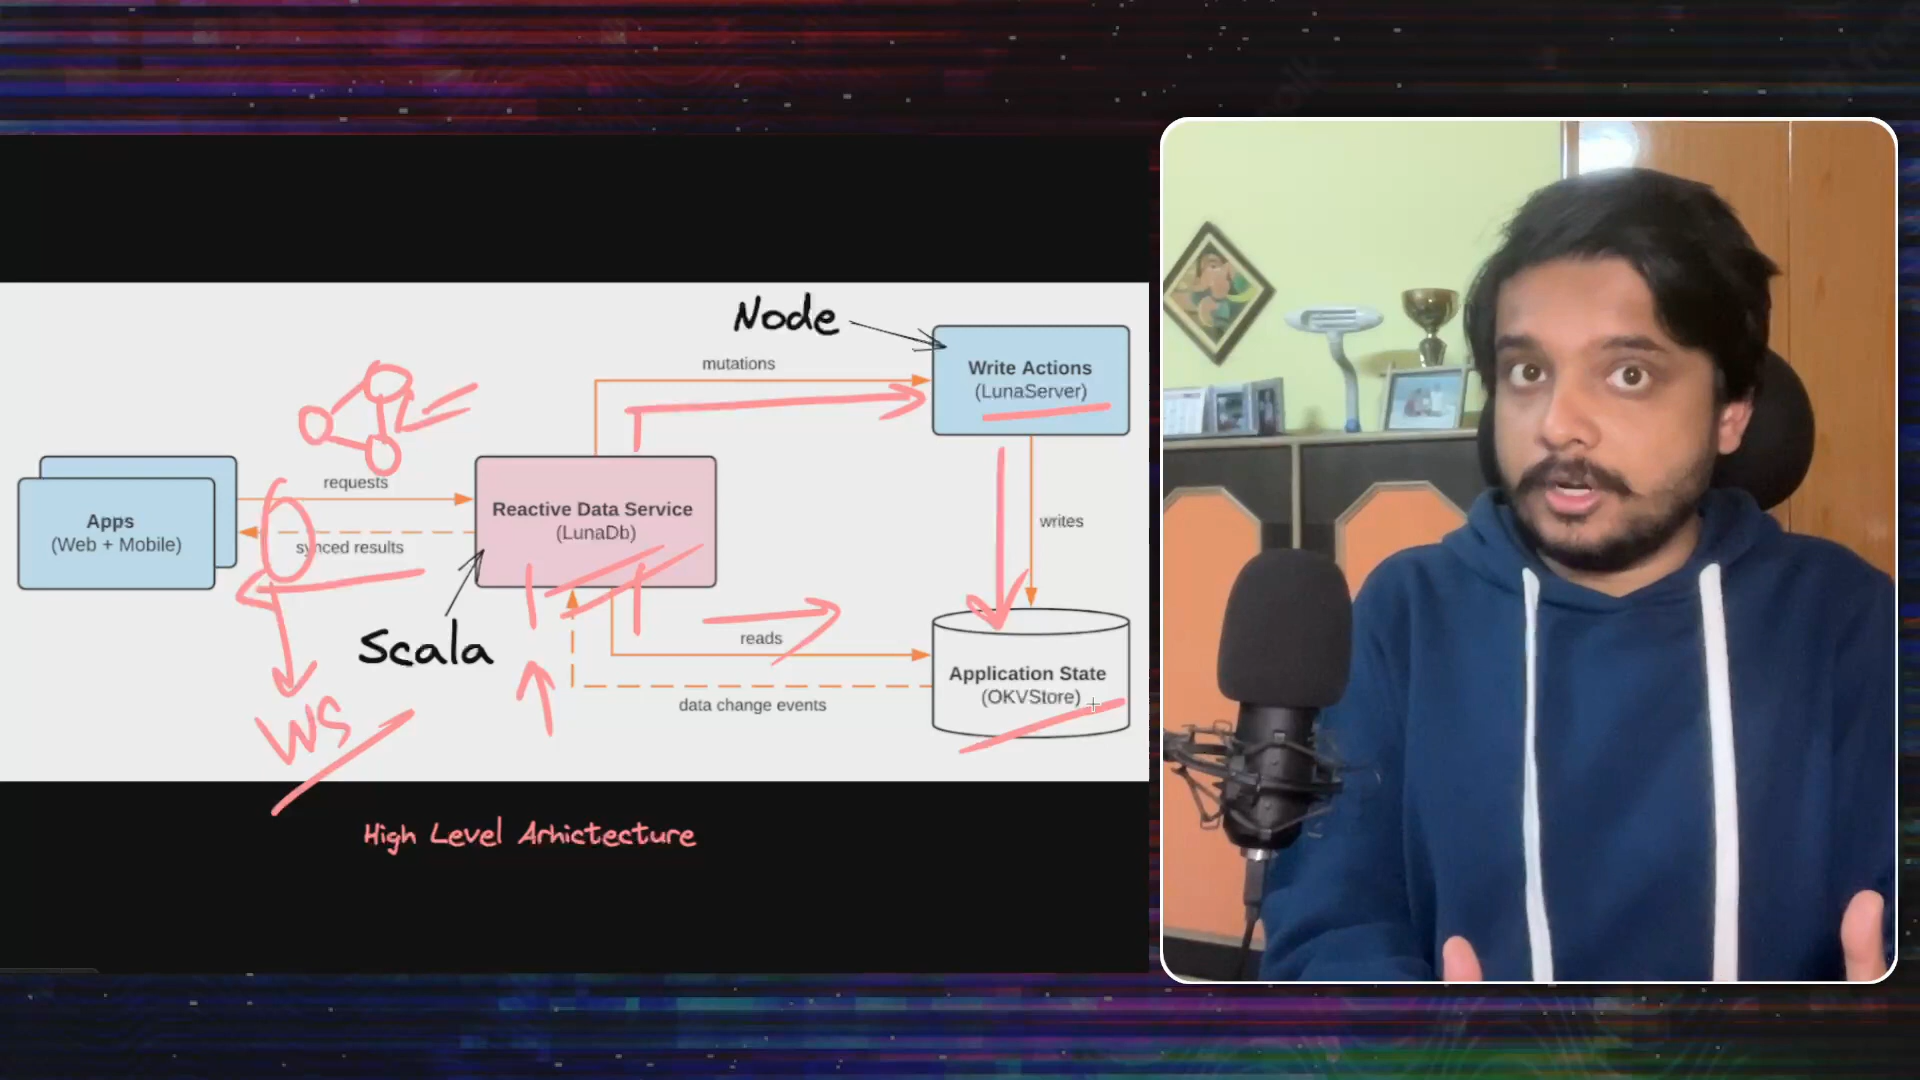 Node
mutations
Write Actions
(LunaServer)
requests
Reactive Data Service
(LunaDb)
Apps
(Web + Mobile)
synced results
writes
Scala
reads
Application State
(OKVStore)
data change events
WS
High Level Arhictecture